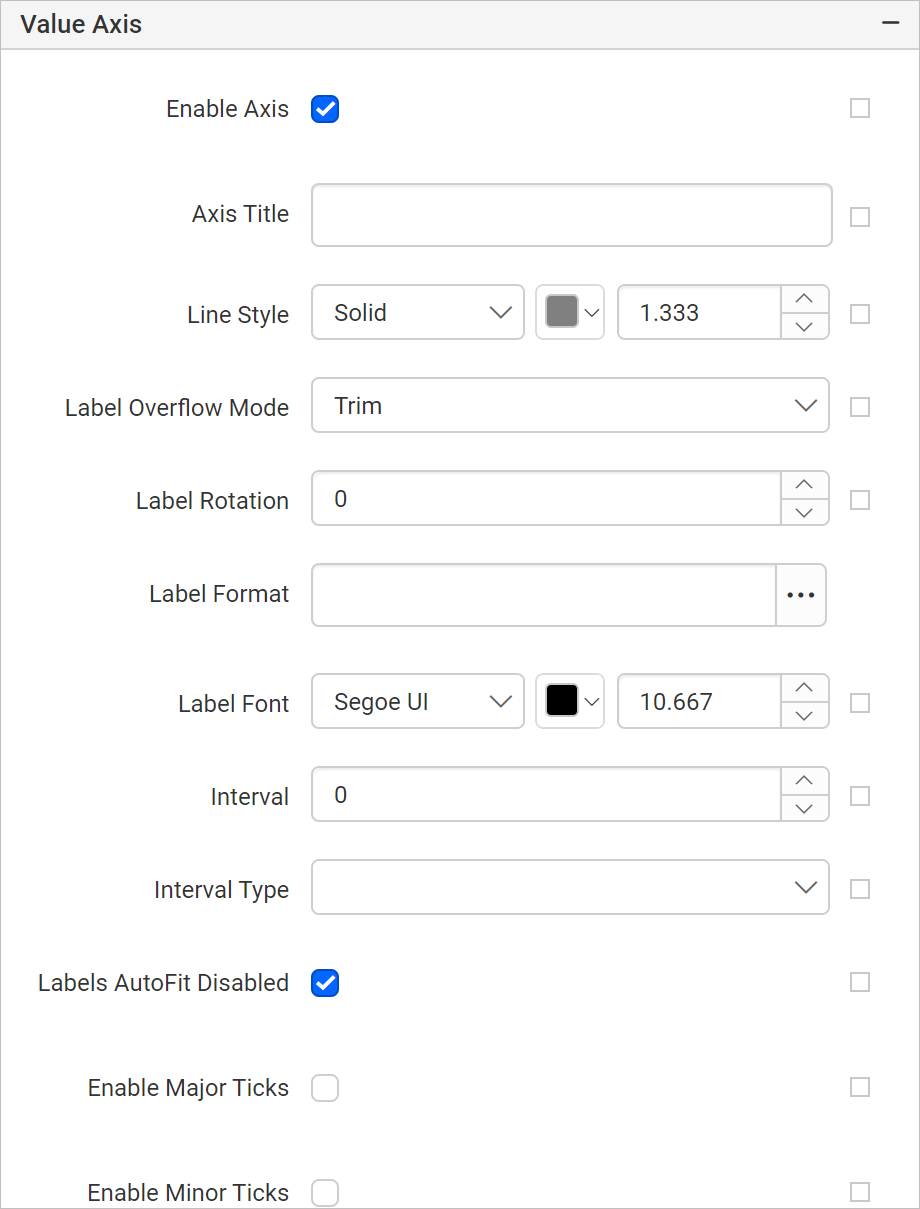 Value Axis
Enable Axis
Axis Title
Line Style Solid 1.333
Label Overflow Mode Trim
Label Rotation 0
Label Format
Label Font Segoe UI 10.667
Interval 0
Interval Type
Labels AutoFit Disabled
Enable Major Ticks
Enable Minor Ticks